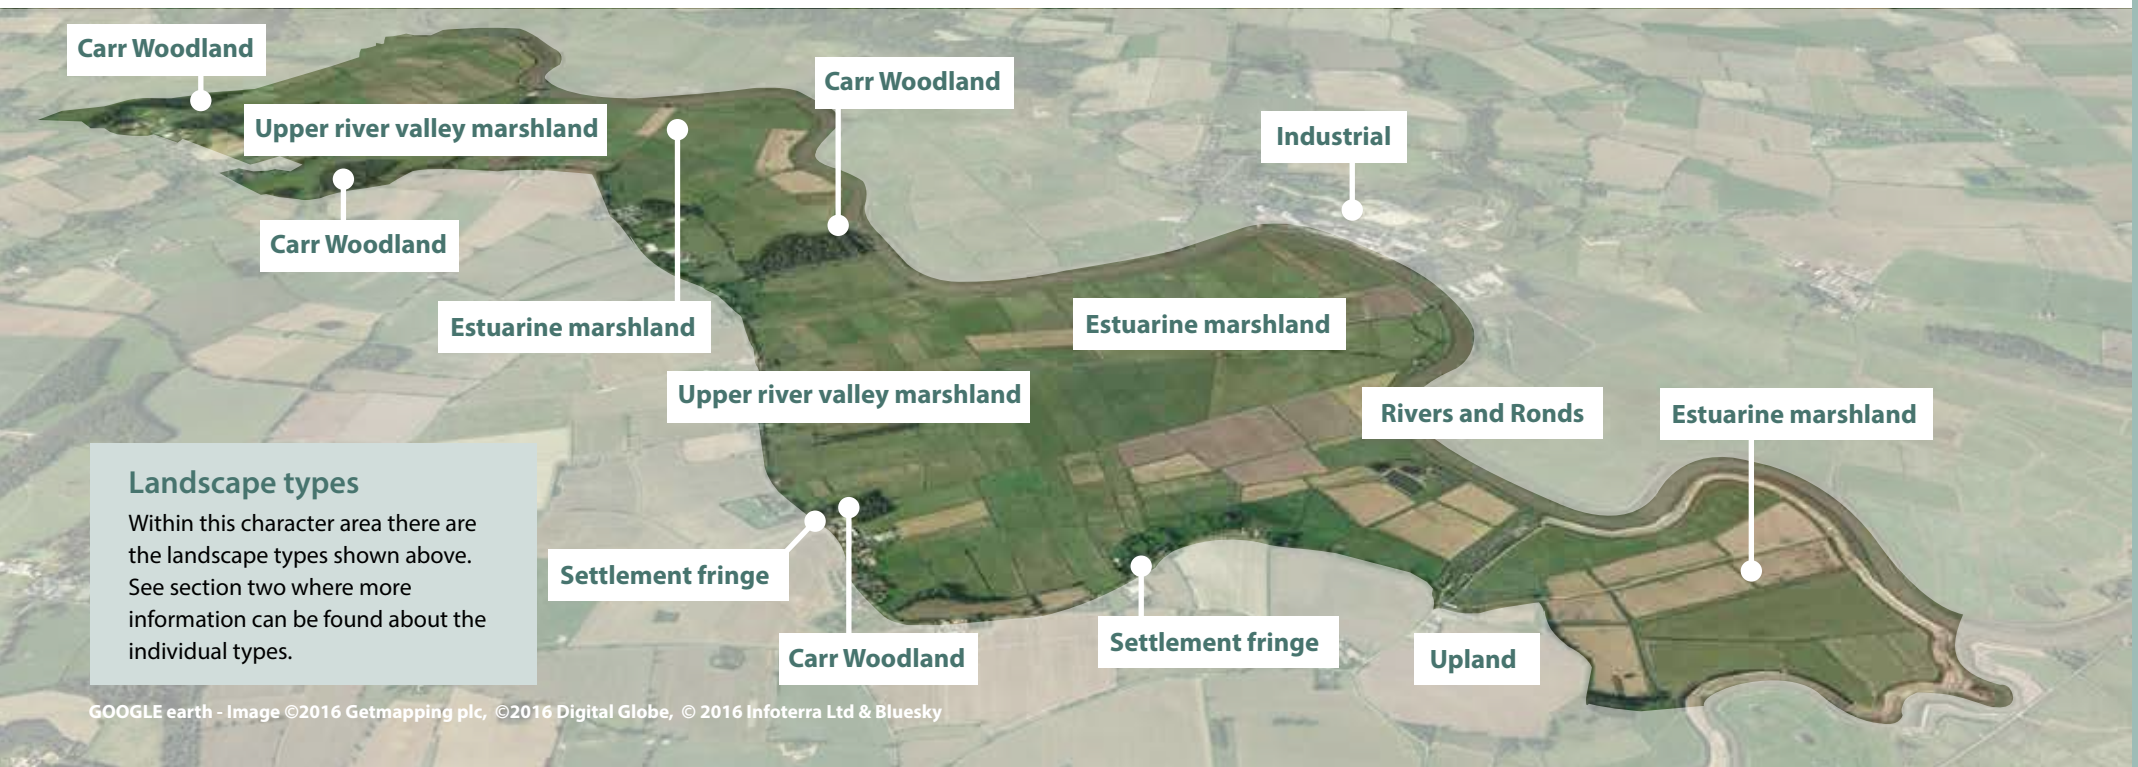 Carr Woodland
Carr Woodland
Upper river valley marshland
Industrial
Carr Woodland
Estuarine marshland
Estuarine marshland
Upper river valley marshland
Rivers and Ronds
Estuarine marshland
Landscape types
Within this character area there are
the landscape types shown above.
See section two where more
information can be found about the
individual types.
Settlement fringe
Carr Woodland
Settlement fringe
Upland
GOOGLE earth - Image ©2016 Getmapping plc, ©2016 Digital Globe, © 2016 Infoterra Ltd & Bluesky